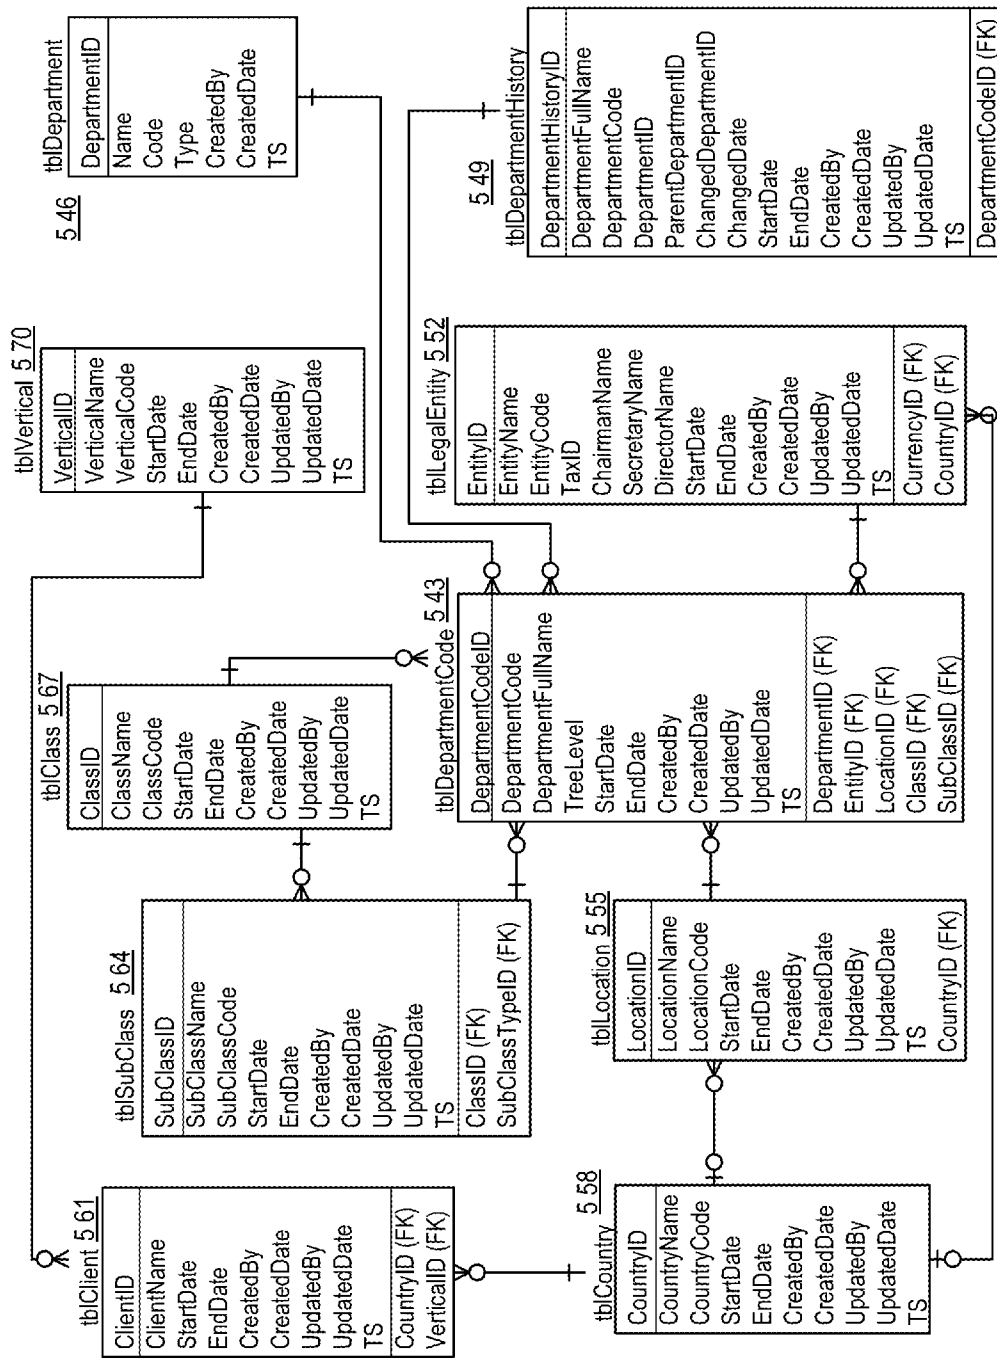 tblClient 5 61
ClientID
ClientName
StartDate
EndDate
CreatedBy
CreatedDate
UpdatedBy
UpdatedDate
TS
CountryID (FK)
VerticalID (FK)
tblSubClass 5 64
SubClassID
SubClassName
SubClassCode
StartDate
EndDate
CreatedBy
CreatedDate
UpdatedBy
UpdatedDate
TS
ClassID (FK)
SubClassTypeID (FK)
tblClass 5 67
ClassID
ClassName
ClassCode
StartDate
EndDate
CreatedBy
CreatedDate
UpdatedBy
UpdatedDate
TS
tblVertical 5 70
VerticalID
VerticalName
VerticalCode
StartDate
EndDate
CreatedBy
CreatedDate
UpdatedBy
UpdatedDate
TS
tblDepartment
5 46
DepartmentID
Name
Code
Type
CreatedBy
CreatedDate
TS
tblCountry 5 58
CountryID
CountryName
CountryCode
StartDate
EndDate
CreatedBy
CreatedDate
UpdatedBy
UpdatedDate
TS
tblLocation 5 55
LocationID
LocationName
LocationCode
StartDate
EndDate
CreatedBy
CreatedDate
UpdatedBy
UpdatedDate
TS
CountryID (FK)
tblDepartmentCode 5 43
DepartmentCodeID
DepartmentCode
DepartmentFullName
TreeLevel
StartDate
EndDate
CreatedBy
CreatedDate
UpdatedBy
UpdatedDate
TS
DepartmentID (FK)
EntityID (FK)
LocationID (FK)
ClassID (FK)
SubClassID (FK)
tblLegalEntity 5 52
EntityID
EntityName
EntityCode
TaxID
ChairmanName
SecretaryName
DirectorName
StartDate
EndDate
CreatedBy
CreatedDate
UpdatedBy
UpdatedDate
TS
CurrencyID (FK)
CountryID (FK)
5 49
tblDepartmentHistory
DepartmentHistoryID
DepartmentFullName
DepartmentCode
DepartmentID
ParentDepartmentID
ChangedDepartmentID
ChangedDate
StartDate
EndDate
CreatedBy
CreatedDate
UpdatedBy
UpdatedDate
TS
DepartmentCodeID (FK)